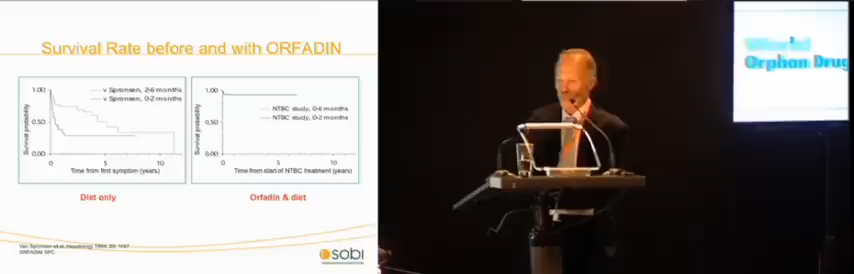 Survival Rate before and with ORFADIN
1.00
v. Spronsen, 2-6 months
v. Spronsen, 0-2 months
Survival probability
0.50
0.00
0
5
10
Time from first symptom (years)
1.00
NTBC study, 0-6 months
NTBC study, 0-2 months
Survival probability
0.50
0.00
0
5
10
Time from start of NTBC treatment (years)
Diet only
Orfadin & diet
ORFADIN SPC
sobi
World
Orphan Drug